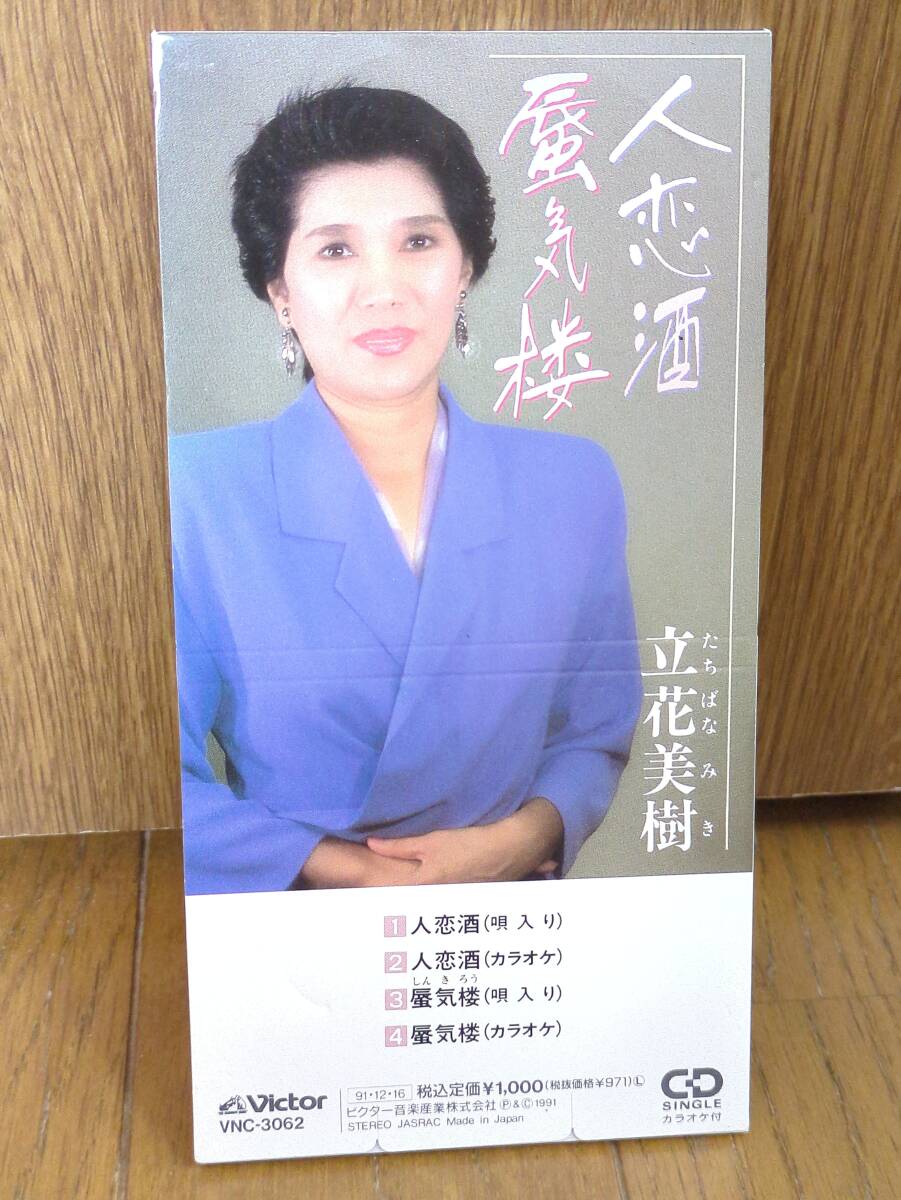 人恋酒
蜃気楼
たちばな みき
立花美樹
1 人恋酒(唄入り)
2 人恋酒(カラオケ)
しんきろう
3 蜃気楼(唄入り)
4 蜃気楼(カラオケ)
Victor
VNC-3062
91・12・16 税込定価¥1,000(税抜価格¥971)Ⓛ
ビクター音楽産業株式会社 Ⓟ&Ⓒ1991
STEREO JASRAC Made in Japan
CD
SINGLE
カラオケ付